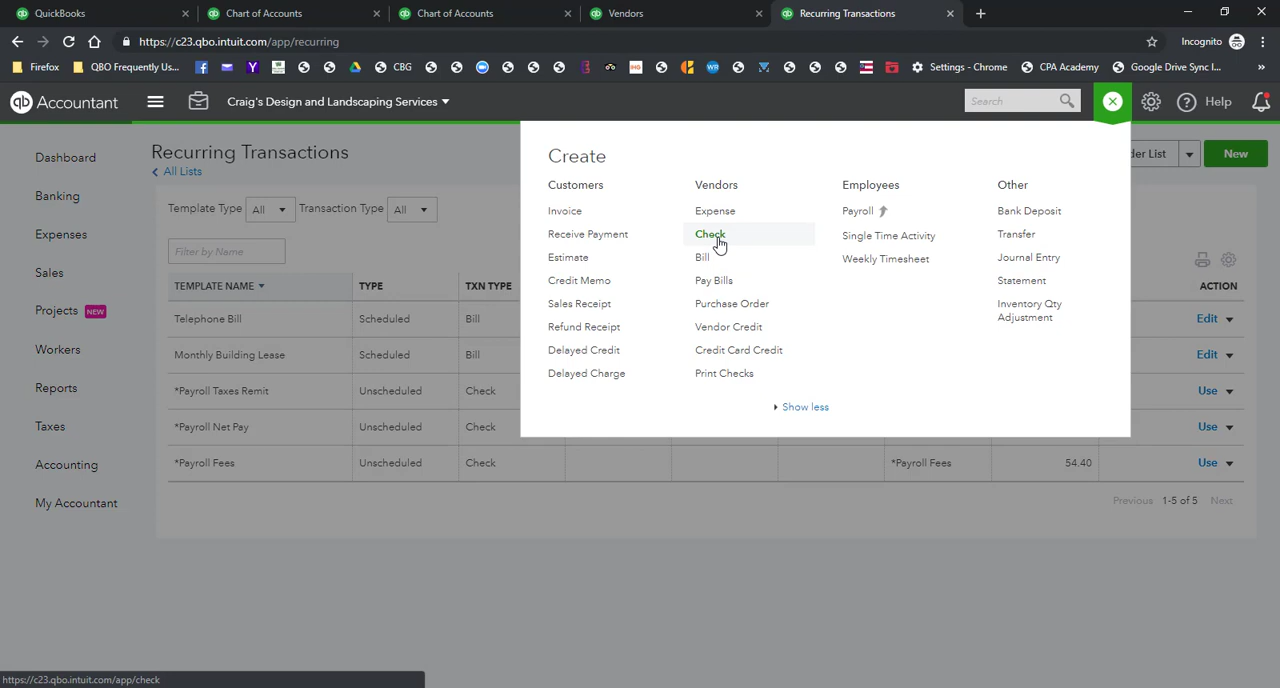 QuickBooks
Chart of Accounts
Chart of Accounts
Vendors
Recurring Transactions
https://c23.qbo.intuit.com/app/recurring
Incognito
Firefox
QBO Frequently Us...
CBG
Settings - Chrome
CPA Academy
Google Drive Sync I...
»
qb Accountant
Craig's Design and Landscaping Services
Search
Help
Dashboard
Banking
Expenses
Sales
Projects NEW
Workers
Reports
Taxes
Accounting
My Accountant
Recurring Transactions
All Lists
der List
New
Template Type All
Transaction Type All
Filter by Name
TEMPLATE NAME TYPE TXN TYPE ACTION
Telephone Bill Scheduled Bill Edit
Monthly Building Lease Scheduled Bill Edit
*Payroll Taxes Remit Unscheduled Check Use
*Payroll Net Pay Unscheduled Check Use
*Payroll Fees Unscheduled Check *Payroll Fees 54.40 Use
Previous 1-5 of 5 Next
Create
Customers
Invoice
Receive Payment
Estimate
Credit Memo
Sales Receipt
Refund Receipt
Delayed Credit
Delayed Charge
Vendors
Expense
Check
Bill
Pay Bills
Purchase Order
Vendor Credit
Credit Card Credit
Print Checks
Employees
Payroll
Single Time Activity
Weekly Timesheet
Other
Bank Deposit
Transfer
Journal Entry
Statement
Inventory Qty
Adjustment
Show less
https://c23.qbo.intuit.com/app/check